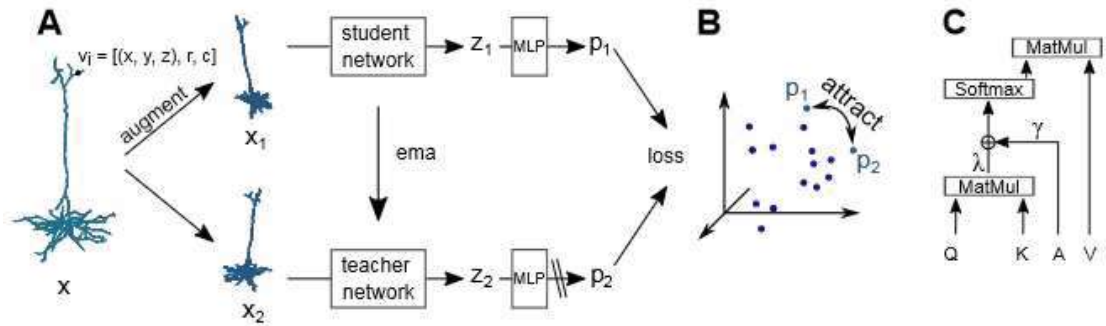 A
vᵢ = [(x, y, z), r, c]
augment
x
x₁
x₂
student
network
z₁
MLP
p₁
ema
loss
teacher
network
z₂
MLP
p₂
B
p₁
attract
p₂
C
MatMul
Softmax
γ
λ
MatMul
Q K A V